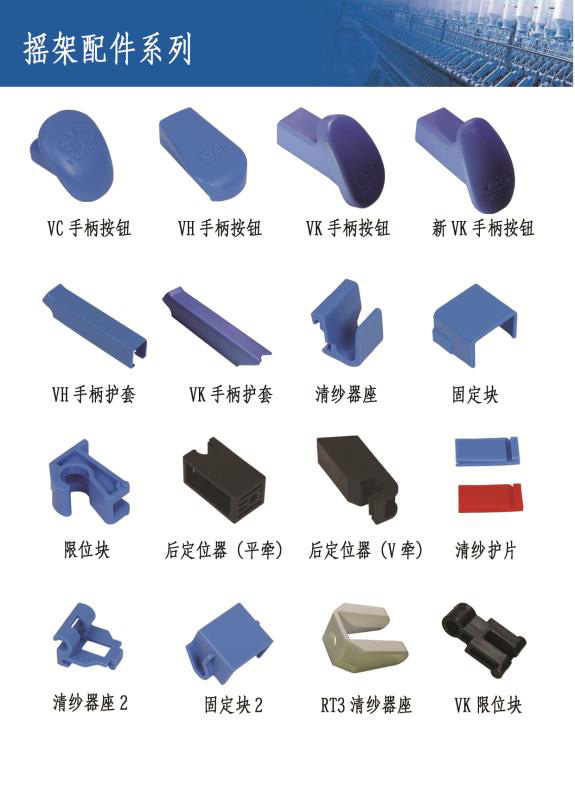 摇架配件系列
VC 手柄按钮
VH 手柄按钮
VK 手柄按钮
新 VK 手柄按钮
VH 手柄护套
VK 手柄护套
清纱器座
固定块
限位块
后定位器（平牵）
后定位器（V 牵）
清纱护片
清纱器座 2
固定块 2
RT3 清纱器座
VK 限位块